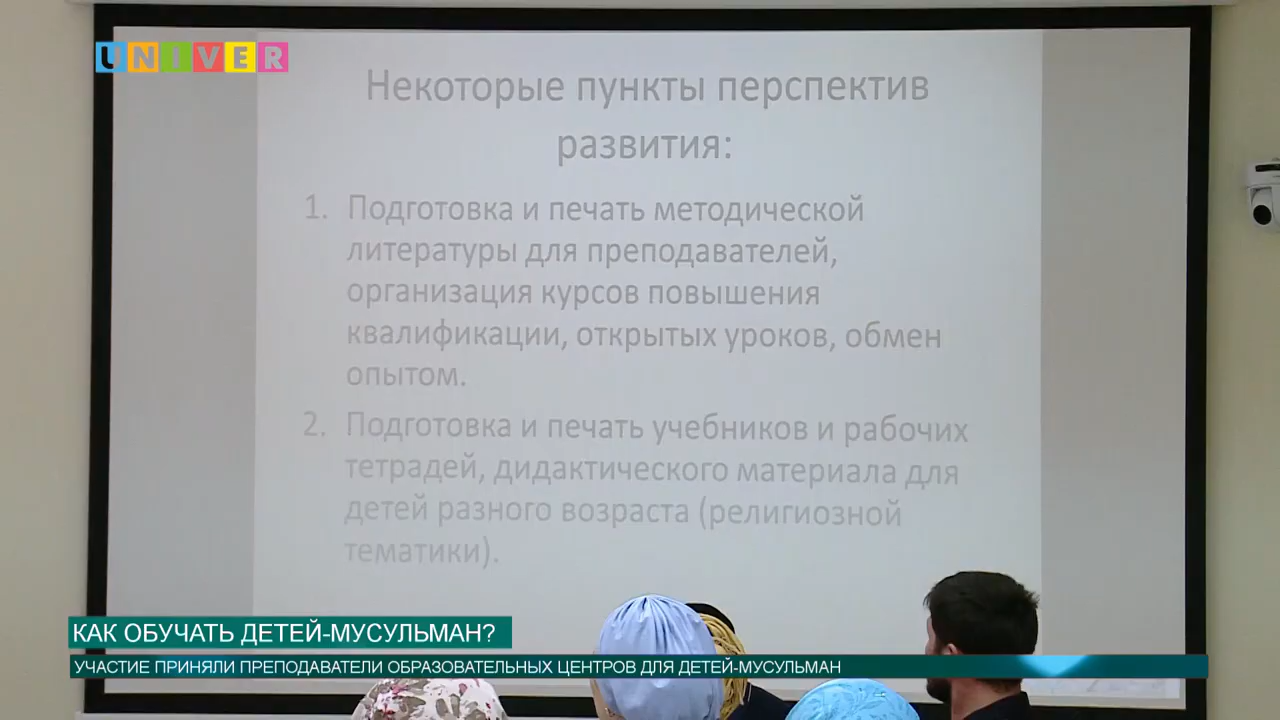 UNIVER
Некоторые пункты перспектив
развития:
1. Подготовка и печать методической
литературы для преподавателей,
организация курсов повышения
квалификации, открытых уроков, обмен
опытом.
2. Подготовка и печать учебников и рабочих
тетрадей, дидактического материала для
детей разного возраста (религиозной
тематики).
КАК ОБУЧАТЬ ДЕТЕЙ-МУСУЛЬМАН?
УЧАСТИЕ ПРИНЯЛИ ПРЕПОДАВАТЕЛИ ОБРАЗОВАТЕЛЬНЫХ ЦЕНТРОВ ДЛЯ ДЕТЕЙ-МУСУЛЬМАН